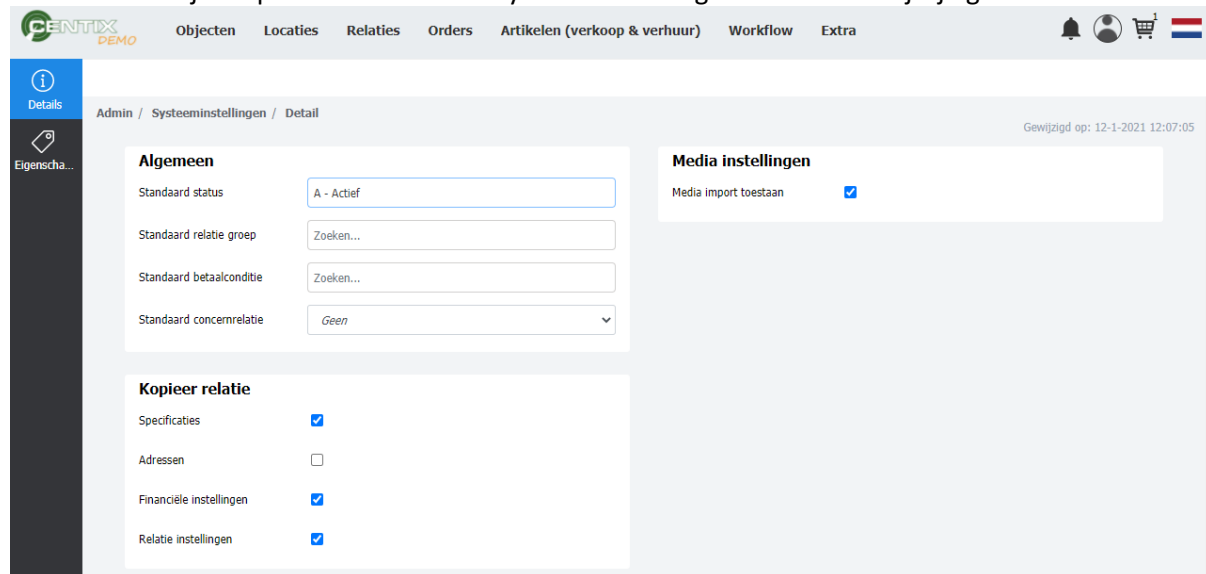 CENTIX
DEMO
Objecten Locaties Relaties Orders Artikelen (verkoop & verhuur) Workflow Extra
1
Details
Eigenscha...
Admin / Systeeminstellingen / Detail
Gewijzigd op: 12-1-2021 12:07:05
Algemeen
Standaard status A - Actief
Standaard relatie groep Zoeken...
Standaard betaalconditie Zoeken...
Standaard concernrelatie Geen
Media instellingen
Media import toestaan
Kopieer relatie
Specificaties
Adressen
Financiële instellingen
Relatie instellingen